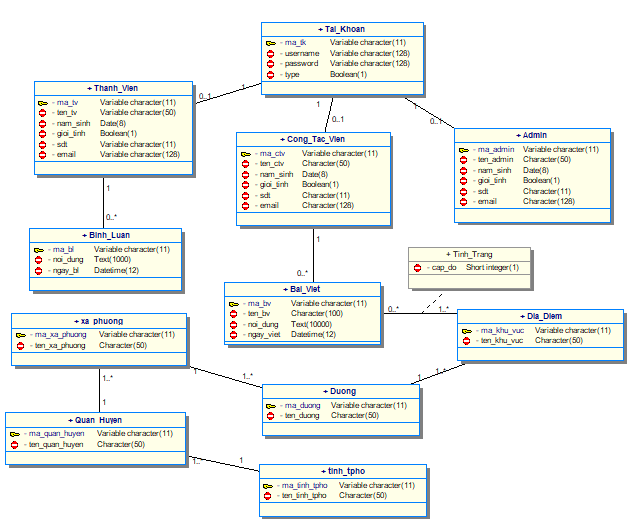 + Tai_Khoan
- ma_tk Variable character(11)
- username Variable character(128)
- password Variable character(128)
- type Boolean(1)
0..1 1
1
0..1
1
0..1
+ Thanh_Vien
- ma_tv Variable character(11)
- ten_tv Variable character(50)
- nam_sinh Date(8)
- gioi_tinh Boolean(1)
- sdt Variable character(11)
- email Variable character(128)
+ Cong_Tac_Vien
- ma_ctv Variable character(11)
- ten_ctv Character(50)
- nam_sinh Date(8)
- gioi_tinh Boolean(1)
- sdt Character(11)
- email Character(128)
+ Admin
- ma_admin Variable character(11)
- ten_admin Character(50)
- nam_sinh Date(8)
- gioi_tinh Boolean(1)
- sdt Character(11)
- email Character(128)
1
0..*
1
0..*
+ Binh_Luan
- ma_bl Variable character(11)
- noi_dung Text(1000)
- ngay_bl Datetime(12)
+ Tinh_Trang
- cap_do Short integer(1)
+ Bai_Viet
- ma_bv Variable character(11)
- ten_bv Character(100)
- noi_dung Text(10000)
- ngay_viet Datetime(12)
0..* 1..*
+ Dia_Diem
- ma_khu_vuc Variable character(11)
- ten_khu_vuc Character(50)
+ xa_phuong
- ma_xa_phuong Variable character(11)
- ten_xa_phuong Character(50)
1 1..*
1 1..*
1..*
1
+ Duong
- ma_duong Variable character(11)
- ten_duong Character(50)
+ Quan_Huyen
- ma_quan_huyen Variable character(11)
- ten_quan_huyen Character(50)
1..* 1
+ tinh_tpho
- ma_tinh_tpho Variable character(11)
- ten_tinh_tpho Character(50)